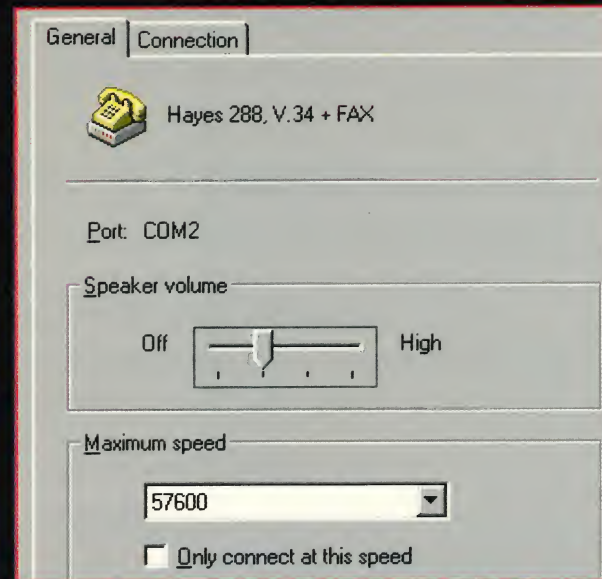 General Connection
Hayes 288, V.34 + FAX
Port: COM2
Speaker volume
Off High
Maximum speed
57600
Only connect at this speed